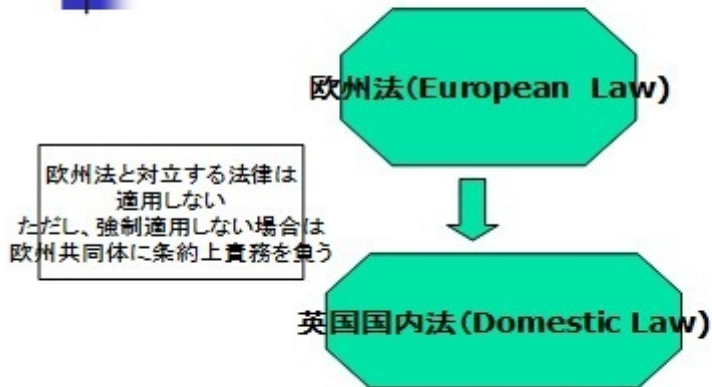 欧州法(European Law)
欧州法と対立する法律は
適用しない
ただし、強制適用しない場合は
欧州共同体に条約上責務を負う
英国国内法(Domestic Law)